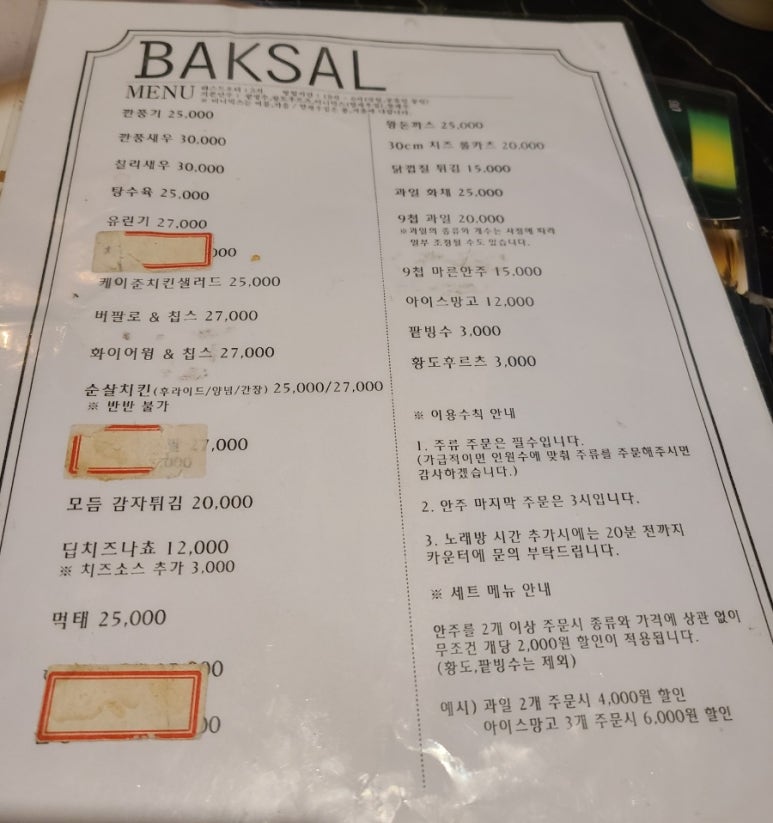 BAKSAL
MENU
깐풍기 25,000
깐풍새우 30,000
칠리새우 30,000
탕수육 25,000
유린기 27,000
케이준치킨샐러드 25,000
버팔로 & 칩스 27,000
화이어윙 & 칩스 27,000
순살치킨(후라이드/양념/간장) 25,000/27,000
※ 반반 불가
27,000
모듬 감자튀김 20,000
딥치즈나쵸 12,000
※ 치즈소스 추가 3,000
먹태 25,000
왕돈까스 25,000
30cm 치즈 롤카츠 20,000
닭껍질 튀김 15,000
과일 화채 25,000
9첩 과일 20,000
※과일의 종류와 개수는 사정에 따라
일부 조정될 수도 있습니다.
9첩 마른안주 15,000
아이스망고 12,000
팥빙수 3,000
황도후르츠 3,000
※ 이용수칙 안내
1. 주류 주문은 필수입니다.
(가급적이면 인원수에 맞춰 주류를 주문해주시면
감사하겠습니다.)
2. 안주 마지막 주문은 3시입니다.
3. 노래방 시간 추가시에는 20분 전까지
카운터에 문의 부탁드립니다.
※ 세트 메뉴 안내
안주를 2개 이상 주문시 종류와 가격에 상관 없이
무조건 개당 2,000원 할인이 적용됩니다.
(황도,팥빙수는 제외)
예시) 과일 2개 주문시 4,000원 할인
아이스망고 3개 주문시 6,000원 할인